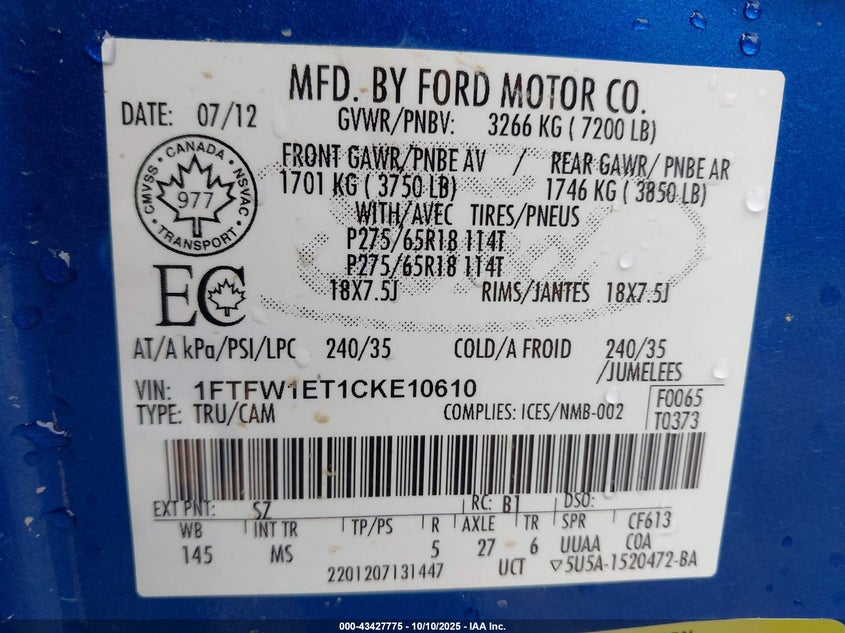 MFD. BY FORD MOTOR CO.
DATE: 07/12 GVWR/PNBV: 3266 KG ( 7200 LB)
FRONT GAWR/PNBE AV / REAR GAWR/ PNBE AR
1701 KG ( 3750 LB) 1746 KG ( 3850 LB)
WITH/AVEC TIRES/PNEUS
P275/65R18 114T
P275/65R18 114T
18X7.5J RIMS/JANTES 18X7.5J
CMVSS • CANADA • NSVAC
977
TRANSPORT
EC
AT/A kPa/PSI/LPC 240/35 COLD/A FROID 240/35
/JUMELEES
VIN: 1FTFW1ET1CKE10610
TYPE: TRU/CAM COMPLIES: ICES/NMB-002
F0065
T0373
EXT PNT: SZ RC: B1 DSO:
WB INT TR TP/PS R AXLE TR SPR CF613
145 MS 5 27 6 UUAA COA
2201207131447 UCT ▽5U5A-1520472-BA
000-43427775 - 10/10/2025 - IAA Inc.